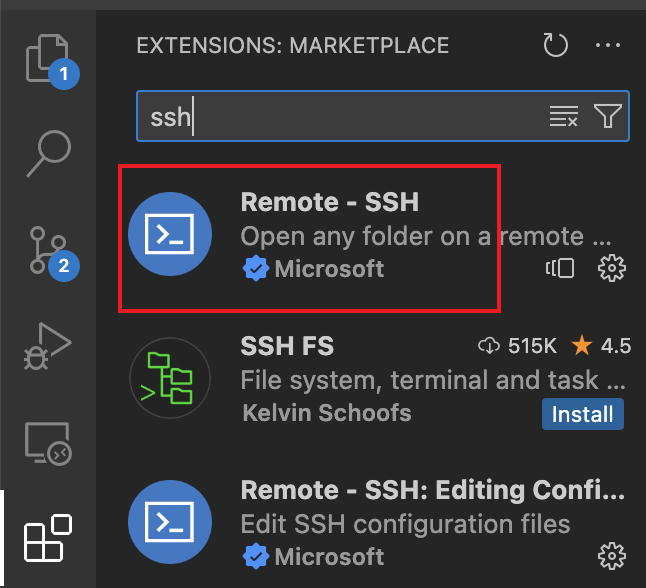 EXTENSIONS: MARKETPLACE
1
ssh
Remote - SSH
Open any folder on a remote ...
Microsoft
2
SSH FS 515K 4.5
File system, terminal and task ...
Kelvin Schoofs Install
Remote - SSH: Editing Confi...
Edit SSH configuration files
Microsoft